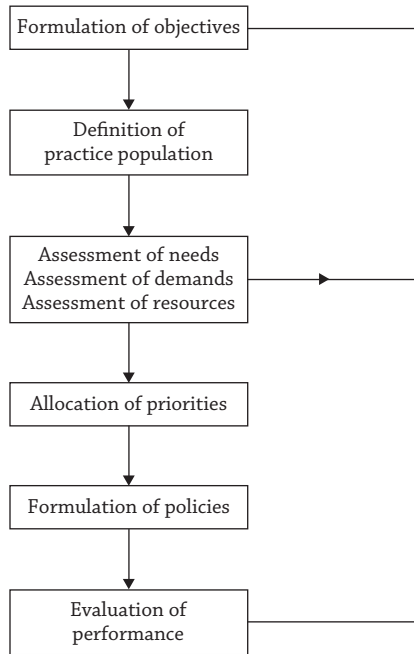 Formulation of objectives
Definition of
practice population
Assessment of needs
Assessment of demands
Assessment of resources
Allocation of priorities
Formulation of policies
Evaluation of
performance